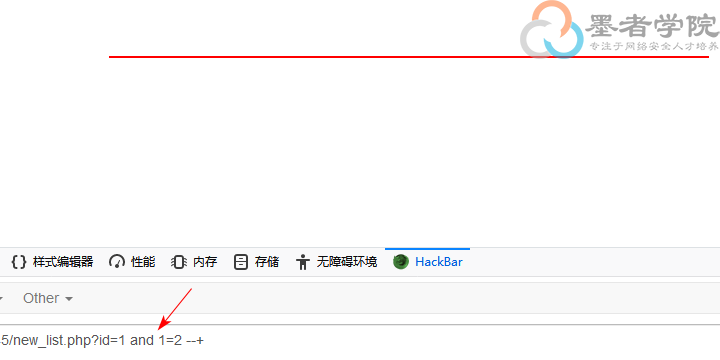 墨者学院
专注于网络安全人才培养
样式编辑器 性能 内存 存储 无障碍环境 HackBar
Other
5/new_list.php?id=1 and 1=2 --+